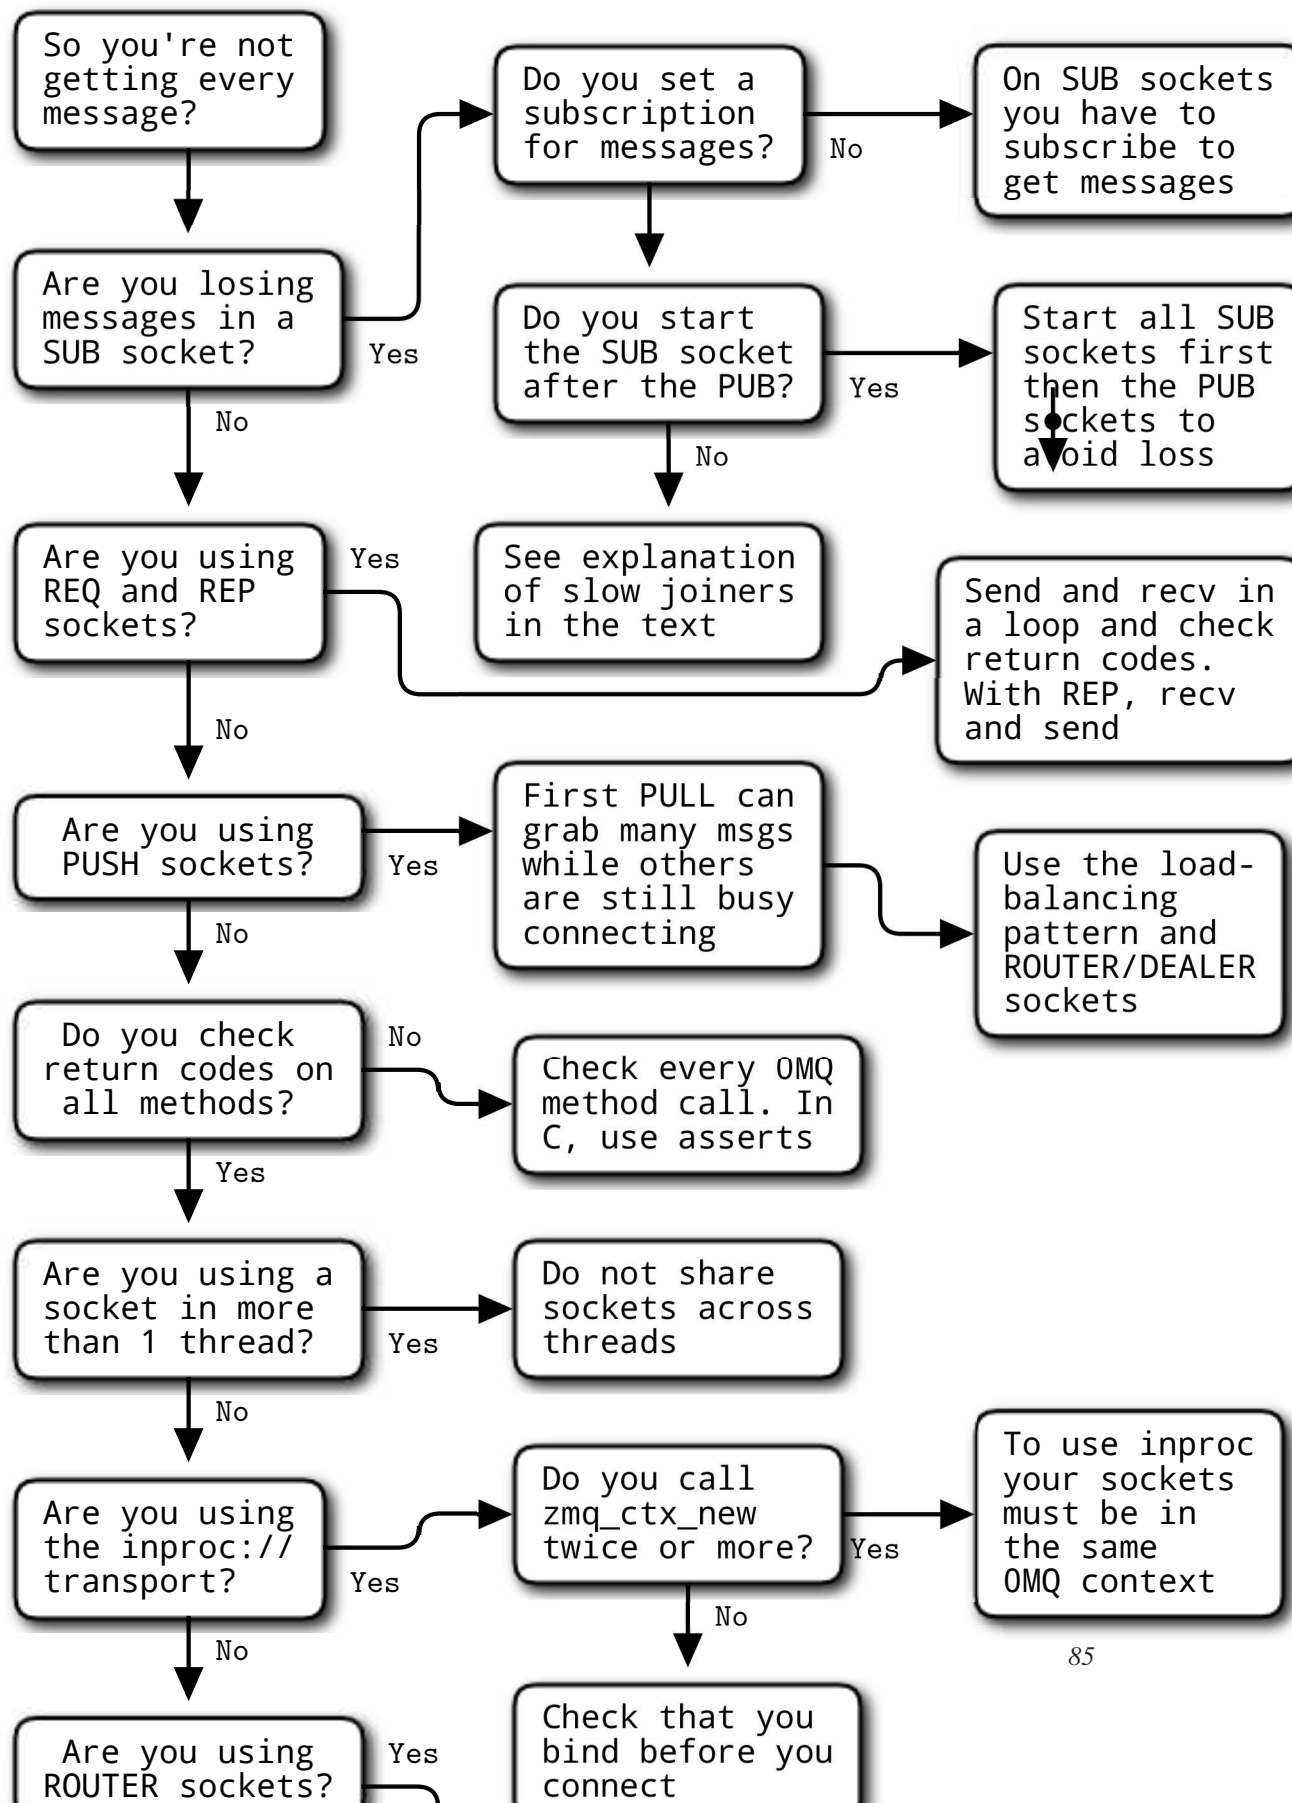 So you're not
getting every
message?
Do you set a
subscription
for messages?
No
On SUB sockets
you have to
subscribe to
get messages
Are you losing
messages in a
SUB socket?
Yes
No
Do you start
the SUB socket
after the PUB?
Yes
No
Start all SUB
sockets first
then the PUB
sockets to
avoid loss
Are you using
REQ and REP
sockets?
Yes
No
See explanation
of slow joiners
in the text
Send and recv in
a loop and check
return codes.
With REP, recv
and send
Are you using
PUSH sockets?
Yes
No
First PULL can
grab many msgs
while others
are still busy
connecting
Use the load-
balancing
pattern and
ROUTER/DEALER
sockets
Do you check
return codes on
all methods?
No
Yes
Check every 0MQ
method call. In
C, use asserts
Are you using a
socket in more
than 1 thread?
Yes
No
Do not share
sockets across
threads
Are you using
the inproc://
transport?
Yes
No
Do you call
zmq_ctx_new
twice or more?
Yes
No
To use inproc
your sockets
must be in
the same
0MQ context
85
Are you using
ROUTER sockets?
Yes
Check that you
bind before you
connect